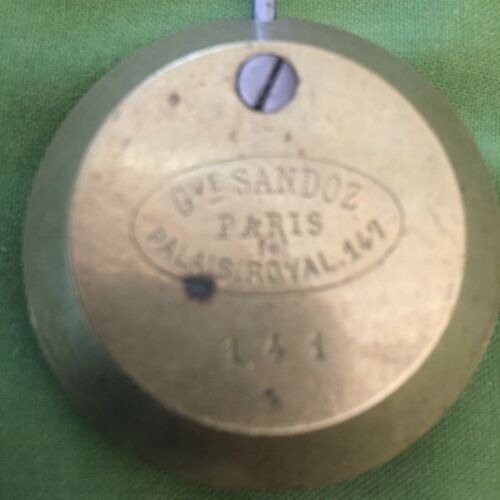 GVE SANDOZ
PARIS
PALAIS.ROYAL.147
141